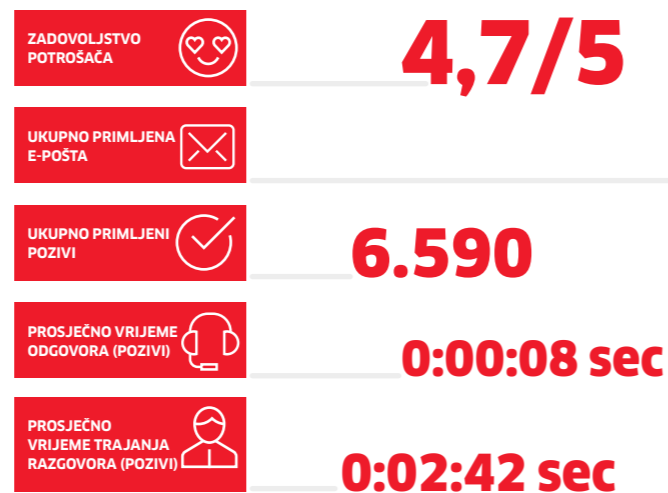 ZADOVOLJSTVO
POTROŠAČA
4,7/5
UKUPNO PRIMLJENA
E-POŠTA
UKUPNO PRIMLJENI
POZIVI
6.590
PROSJEČNO VRIJEME
ODGOVORA (POZIVI)
0:00:08 sec
PROSJEČNO
VRIJEME TRAJANJA
RAZGOVORA (POZIVI)
0:02:42 sec